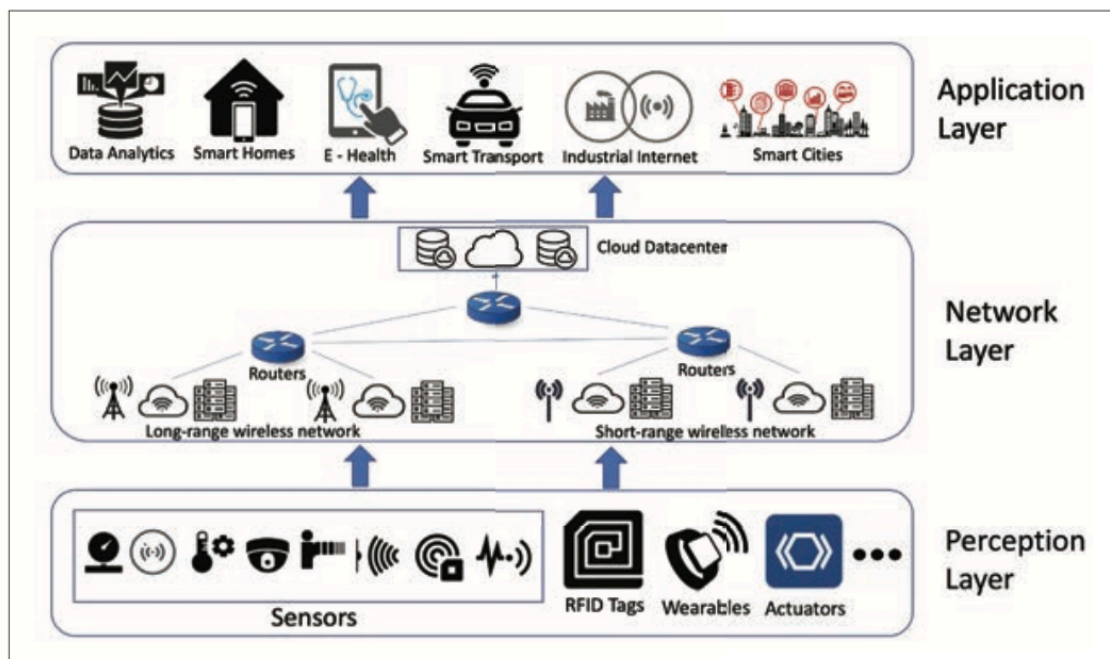 Data Analytics
Smart Homes
E - Health
Smart Transport
Industrial Internet
Smart Cities
Application
Layer
Cloud Datacenter
Routers
Routers
Long-range wireless network
Short-range wireless network
Network
Layer
Sensors
RFID Tags
Wearables
Actuators
Perception
Layer